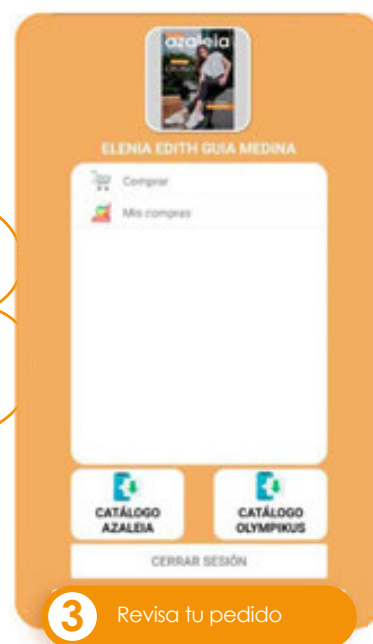 azaleia
ELENIA EDITH GUIA MEDINA
Comprar
Mis compras
CATÁLOGO
AZALEIA
CATÁLOGO
OLYMPIKUS
CERRAR SESIÓN
3 Revisa tu pedido